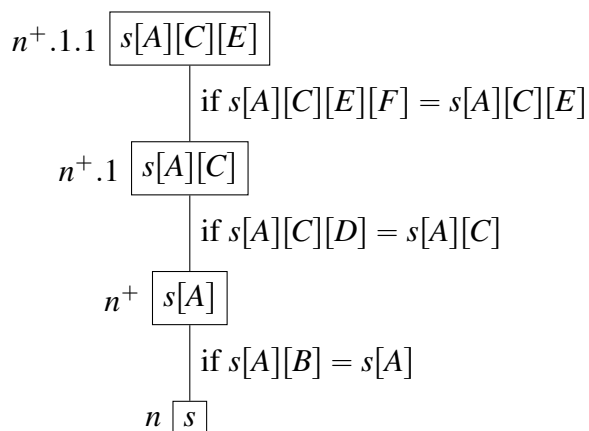 n⁺.1.1 s[A][C][E]
if s[A][C][E][F] = s[A][C][E]
n⁺.1 s[A][C]
if s[A][C][D] = s[A][C]
n⁺ s[A]
if s[A][B] = s[A]
n s